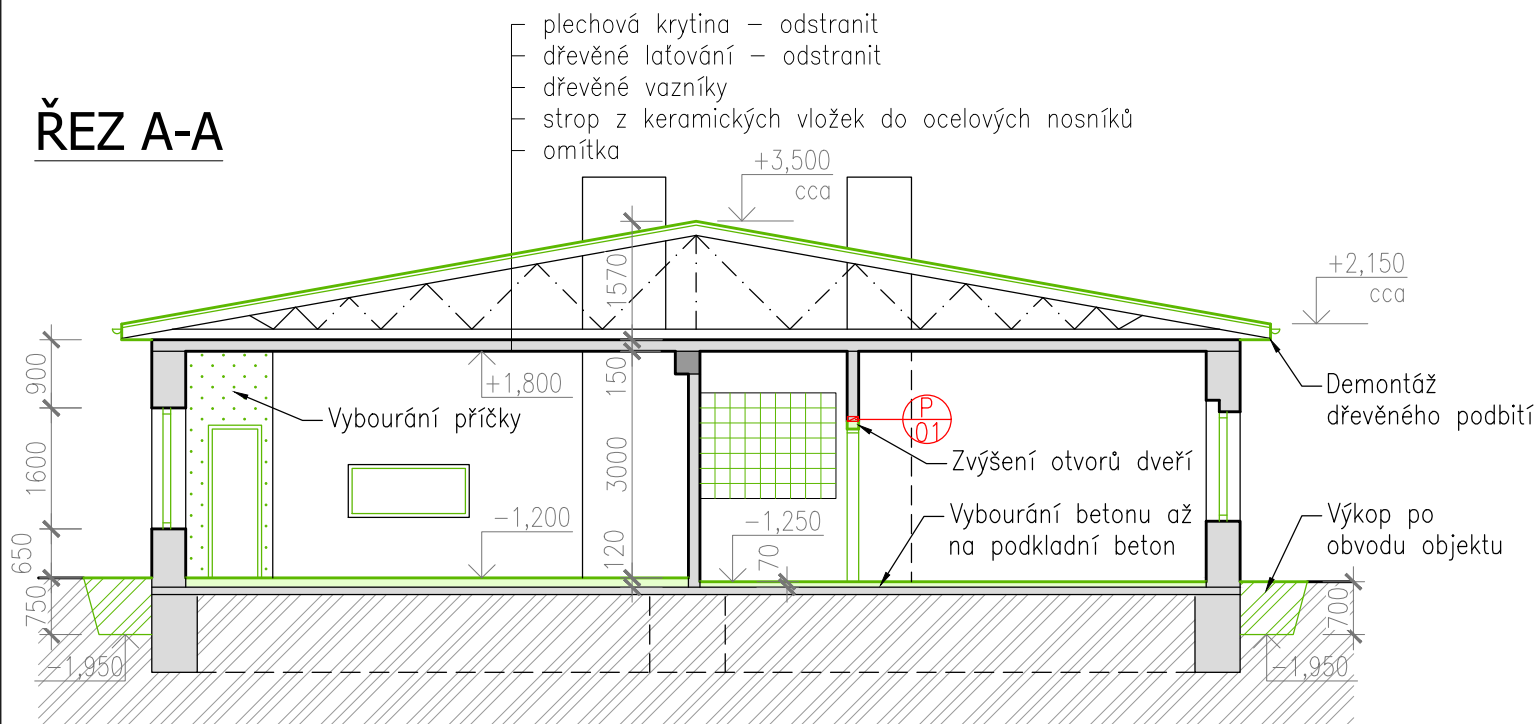 plechová krytina – odstranit
dřevěné laťování – odstranit
dřevěné vazníky
strop z keramických vložek do ocelových nosníků
omítka
ŘEZ A-A
+3,500
cca
+2,150
cca
1570
900
150
+1,800
Demontáž
dřevěného podbití
Vybourání příčky
P
01
1600
3000
Zvýšení otvorů dveří
-1,200
-1,250
Vybourání betonu až
na podkladní beton
Výkop po
obvodu objektu
650
120
70
750
700
-1,950
-1,950